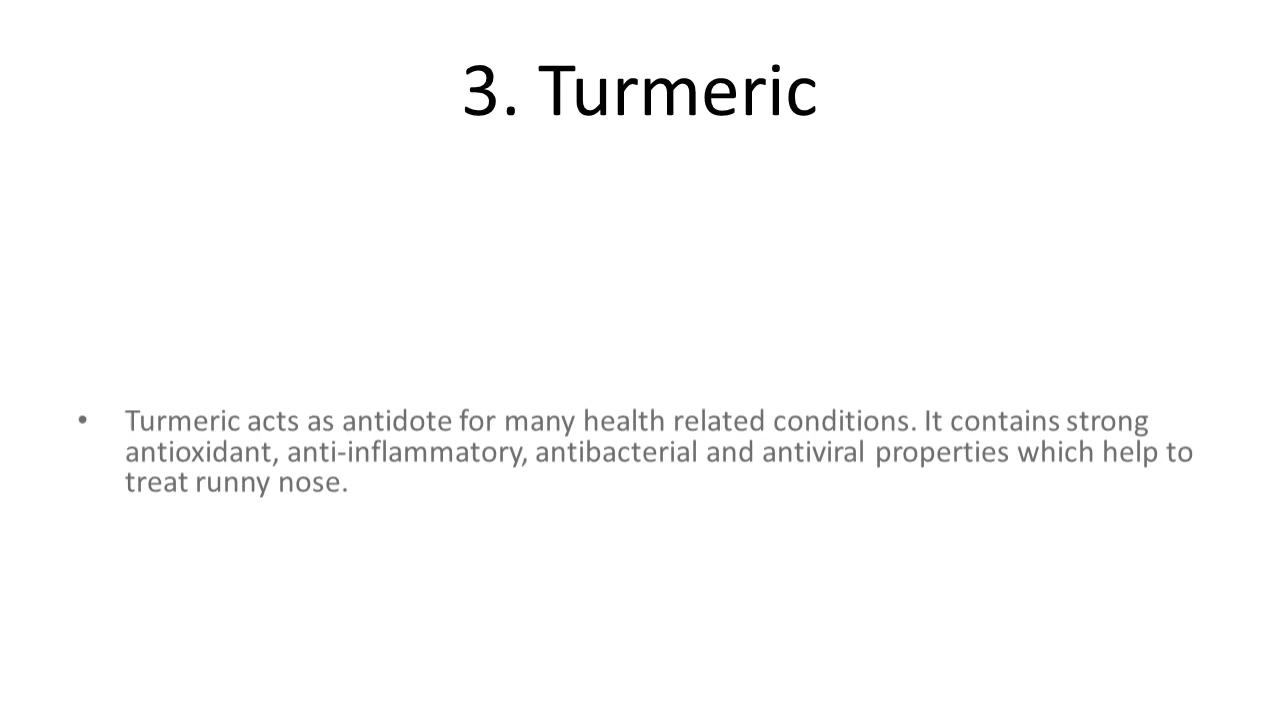 3. Turmeric
• Turmeric acts as antidote for many health related conditions. It contains strong
antioxidant, anti-inflammatory, antibacterial and antiviral properties which help to
treat runny nose.